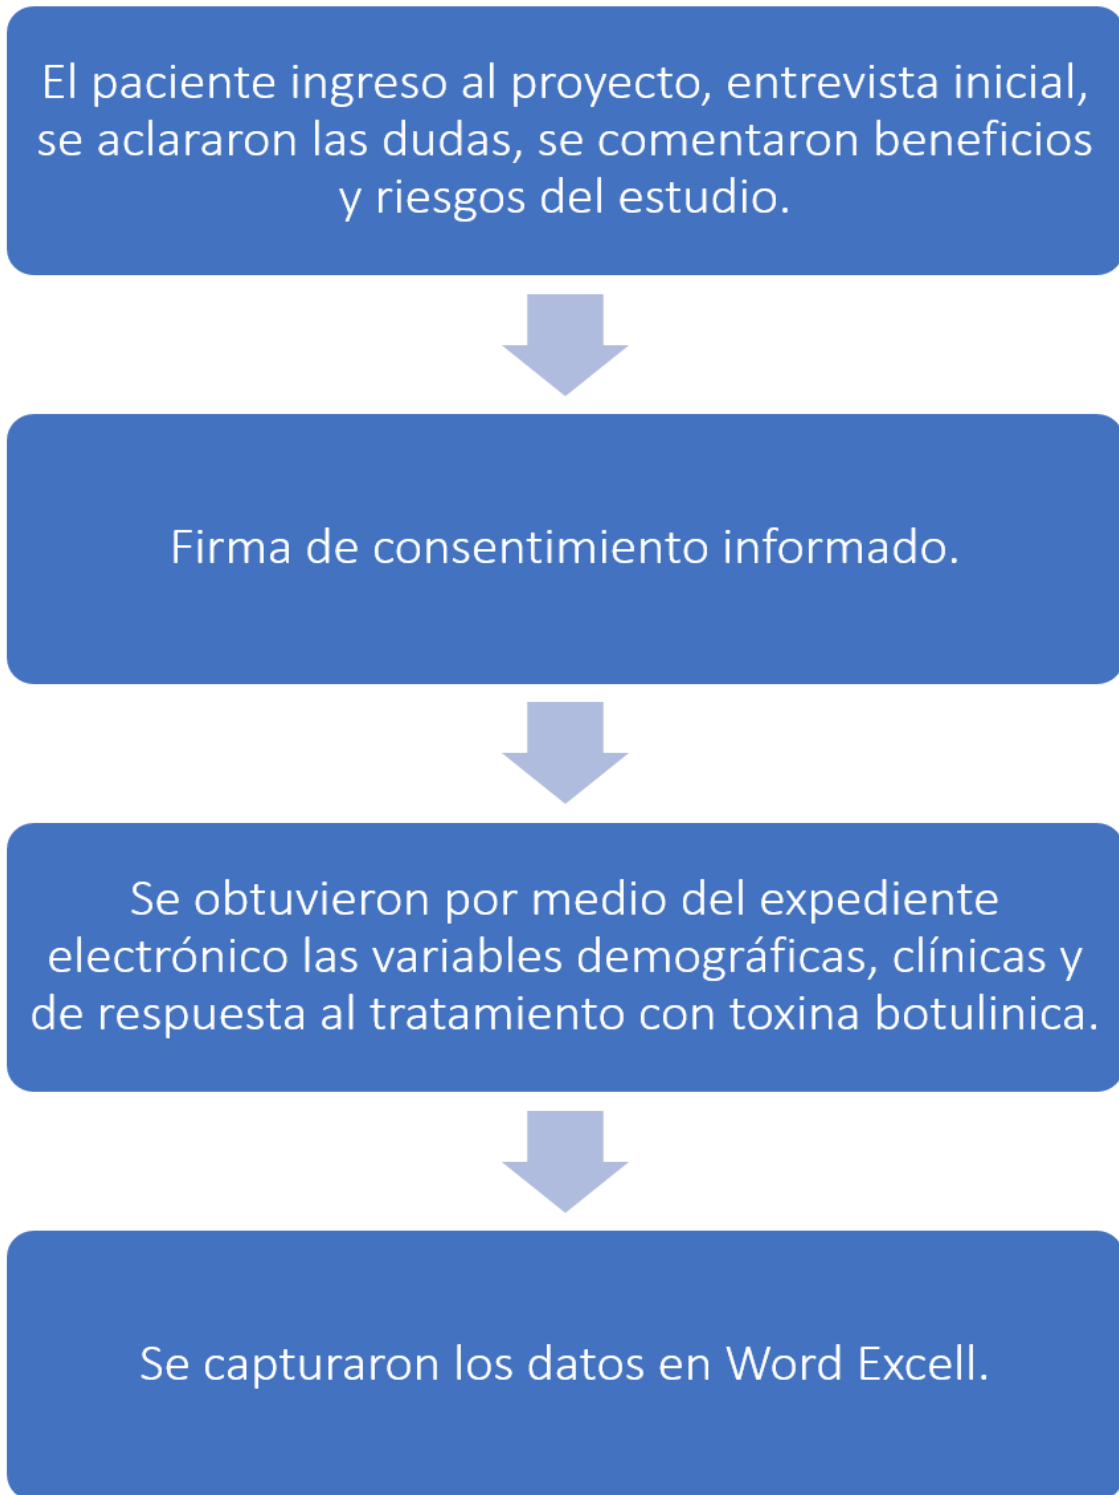 El paciente ingreso al proyecto, entrevista inicial,
se aclararon las dudas, se comentaron beneficios
y riesgos del estudio.
Firma de consentimiento informado.
Se obtuvieron por medio del expediente
electrónico las variables demográficas, clínicas y
de respuesta al tratamiento con toxina botulinica.
Se capturaron los datos en Word Excell.